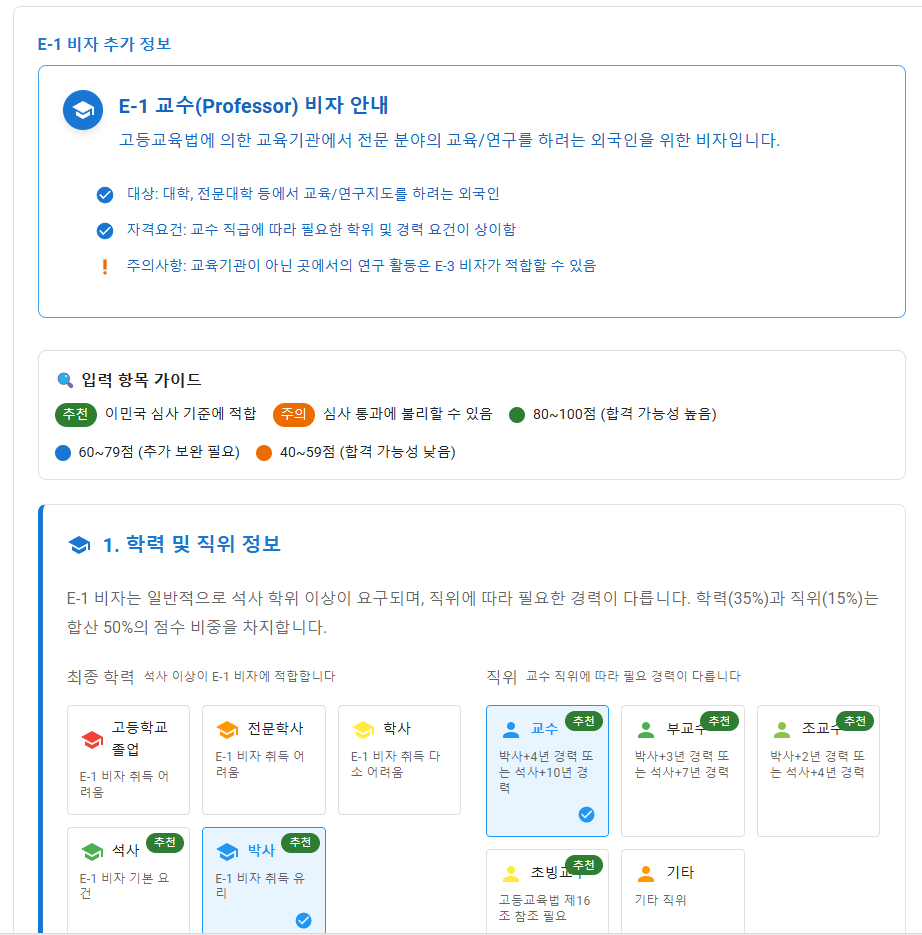 E-1 비자 추가 정보
E-1 교수(Professor) 비자 안내
고등교육법에 의한 교육기관에서 전문 분야의 교육/연구를 하려는 외국인을 위한 비자입니다.
대상: 대학, 전문대학 등에서 교육/연구지도를 하려는 외국인
자격요건: 교수 직급에 따라 필요한 학위 및 경력 요건이 상이함
주의사항: 교육기관이 아닌 곳에서의 연구 활동은 E-3 비자가 적합할 수 있음
입력 항목 가이드
추천 이민국 심사 기준에 적합 주의 심사 통과에 불리할 수 있음 80~100점 (합격 가능성 높음)
60~79점 (추가 보완 필요) 40~59점 (합격 가능성 낮음)
1. 학력 및 직위 정보
E-1 비자는 일반적으로 석사 학위 이상이 요구되며, 직위에 따라 필요한 경력이 다릅니다. 학력(35%)과 직위(15%)는
합산 50%의 점수 비중을 차지합니다.
최종 학력 석사 이상이 E-1 비자에 적합합니다
고등학교
졸업
E-1 비자 취득 어
려움
전문학사
E-1 비자 취득 어
려움
학사
E-1 비자 취득 다
소 어려움
석사 추천
E-1 비자 기본 요
건
박사 추천
E-1 비자 취득 유
리
직위 교수 직위에 따라 필요 경력이 다릅니다
교수 추천
박사+4년 경력 또
는 석사+10년 경
력
부교수 추천
박사+3년 경력 또
는 석사+7년 경력
조교수 추천
박사+2년 경력 또
는 석사+4년 경력
초빙교수 추천
고등교육법 제16
조 참조 필요
기타
기타 직위